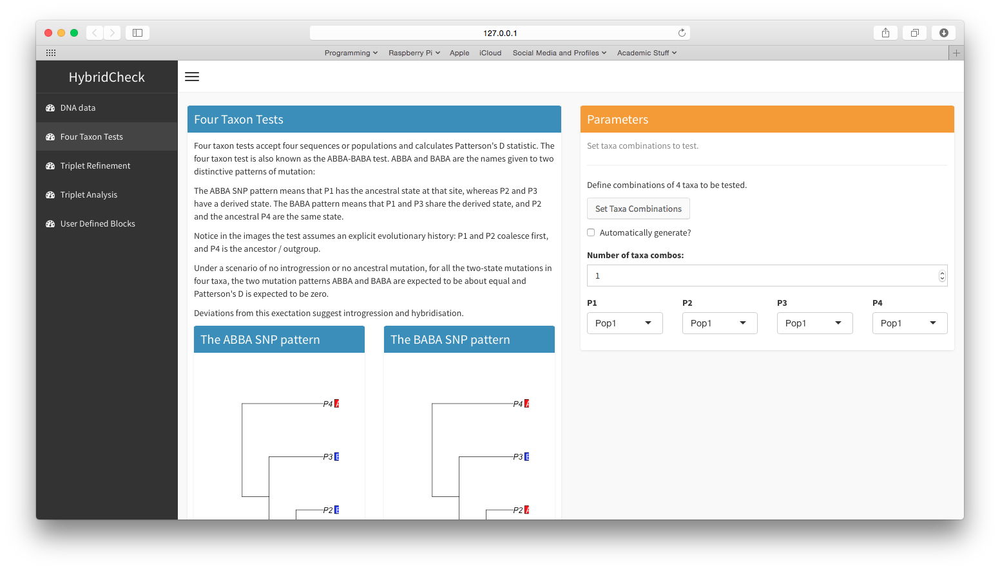 127.0.0.1
Programming
Raspberry Pi
Apple
iCloud
Social Media and Profiles
Academic Stuff
HybridCheck
DNA data
Four Taxon Tests
Triplet Refinement
Triplet Analysis
User Defined Blocks
Four Taxon Tests
Four taxon tests accept four sequences or populations and calculates Patterson's D statistic. The
four taxon test is also known as the ABBA-BABA test. ABBA and BABA are the names given to two
distinctive patterns of mutation:
The ABBA SNP pattern means that P1 has the ancestral state at that site, whereas P2 and P3
have a derived state. The BABA pattern means that P1 and P3 share the derived state, and P2
and the ancestral P4 are the same state.
Notice in the images the test assumes an explicit evolutionary history: P1 and P2 coalesce first,
and P4 is the ancestor / outgroup.
Under a scenario of no introgression or no ancestral mutation, for all the two-state mutations in
four taxa, the two mutation patterns ABBA and BABA are expected to be about equal and
Patterson's D is expected to be zero.
Deviations from this exectation suggest introgression and hybridisation.
The ABBA SNP pattern
P4 A
P3 B
P2 B
The BABA SNP pattern
P4 A
P3 B
P2 A
Parameters
Set taxa combinations to test.
Define combinations of 4 taxa to be tested.
Set Taxa Combinations
Automatically generate?
Number of taxa combos:
1
P1 P2 P3 P4
Pop1 Pop1 Pop1 Pop1